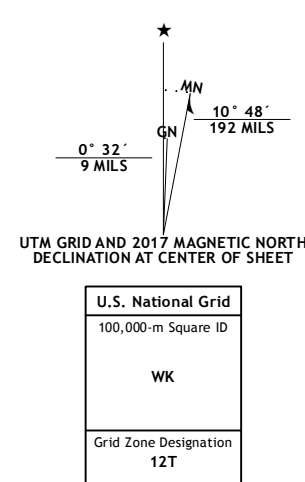 ★
MN
GN
10° 48´
192 MILS
0° 32´
9 MILS
UTM GRID AND 2017 MAGNETIC NORTH
DECLINATION AT CENTER OF SHEET
U.S. National Grid
100,000-m Square ID
WK
Grid Zone Designation
12T